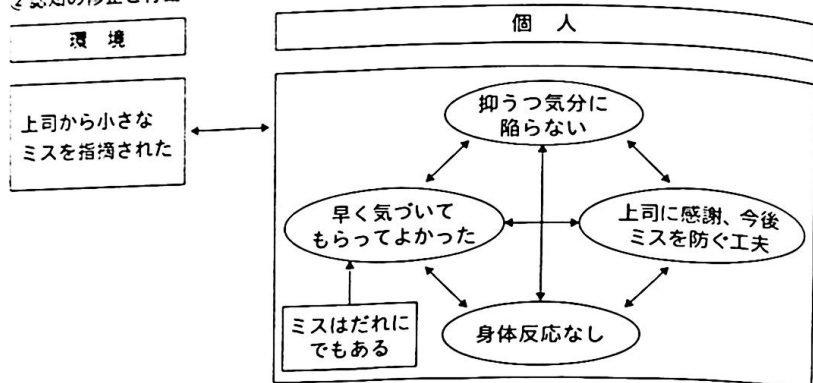 環 境
個 人
上司から小さな
ミスを指摘された
抑うつ気分に
陥らない
早く気づいて
もらってよかった
上司に感謝、今後
ミスを防ぐ工夫
ミスはだれに
でもある
身体反応なし